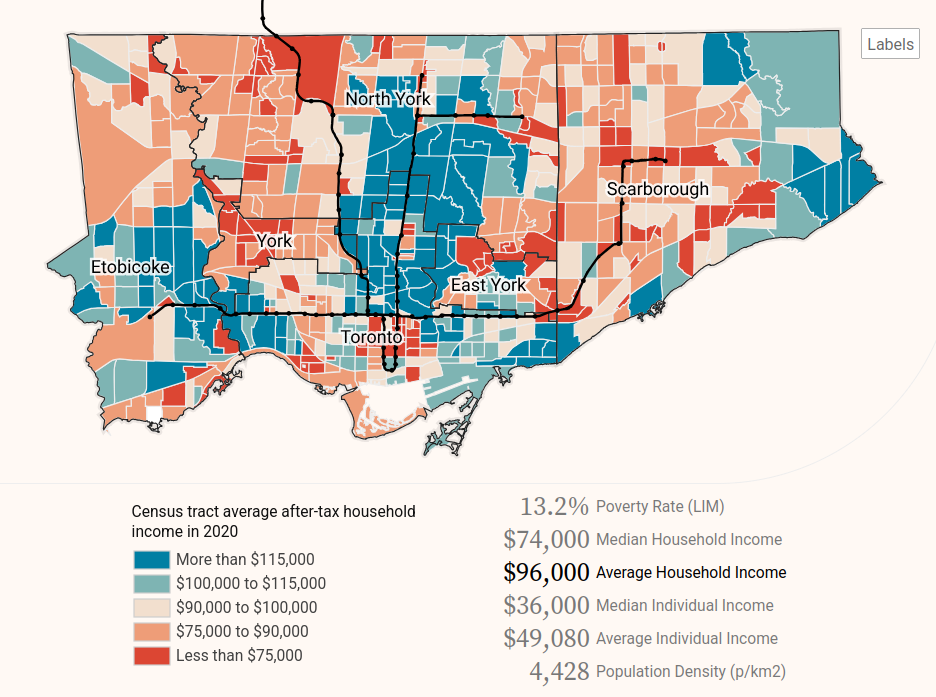 Labels
North York
Scarborough
York
Etobicoke
East York
Toronto
Census tract average after-tax household
income in 2020
More than $115,000
$100,000 to $115,000
$90,000 to $100,000
$75,000 to $90,000
Less than $75,000
13.2% Poverty Rate (LIM)
$74,000 Median Household Income
$96,000 Average Household Income
$36,000 Median Individual Income
$49,080 Average Individual Income
4,428 Population Density (p/km2)